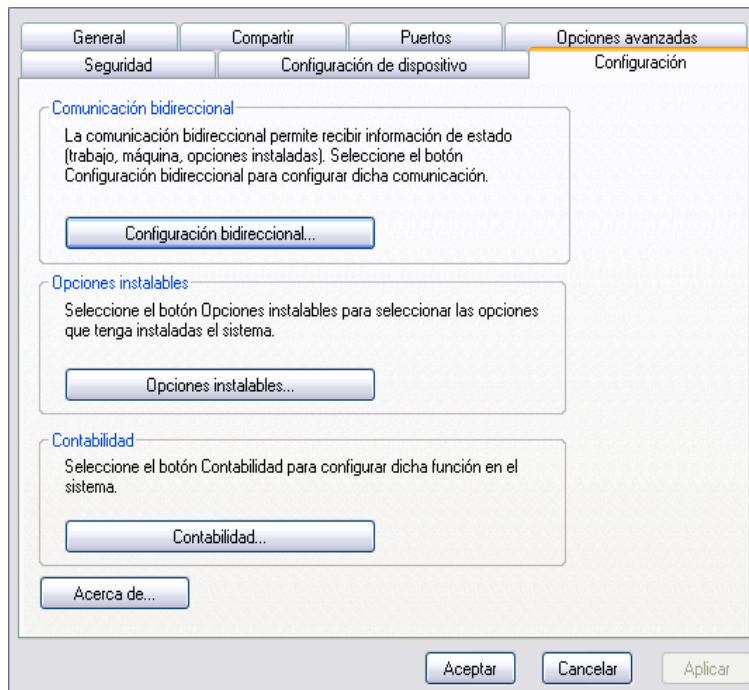 General Compartir Puertos Opciones avanzadas
Seguridad Configuración de dispositivo Configuración
Comunicación bidireccional
La comunicación bidireccional permite recibir información de estado
(trabajo, máquina, opciones instaladas). Seleccione el botón
Configuración bidireccional para configurar dicha comunicación.
Configuración bidireccional...
Opciones instalables
Seleccione el botón Opciones instalables para seleccionar las opciones
que tenga instaladas el sistema.
Opciones instalables...
Contabilidad
Seleccione el botón Contabilidad para configurar dicha función en el
sistema.
Contabilidad...
Acerca de...
Aceptar Cancelar Aplicar